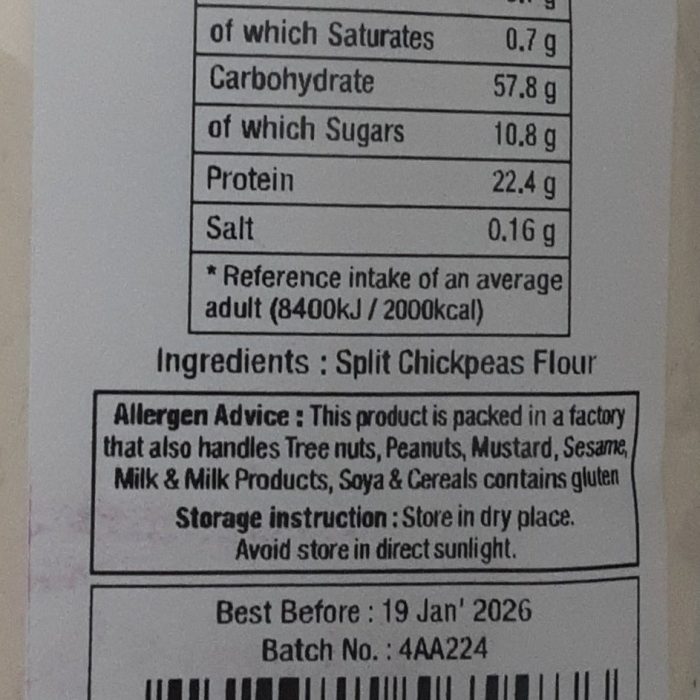 of which Saturates 0.7 g
Carbohydrate 57.8 g
of which Sugars 10.8 g
Protein 22.4 g
Salt 0.16 g
* Reference intake of an average
adult (8400kJ / 2000kcal)
Ingredients : Split Chickpeas Flour
Allergen Advice : This product is packed in a factory
that also handles Tree nuts, Peanuts, Mustard, Sesame,
Milk & Milk Products, Soya & Cereals contains gluten
Storage instruction : Store in dry place.
Avoid store in direct sunlight.
Best Before : 19 Jan' 2026
Batch No. : 4AA224